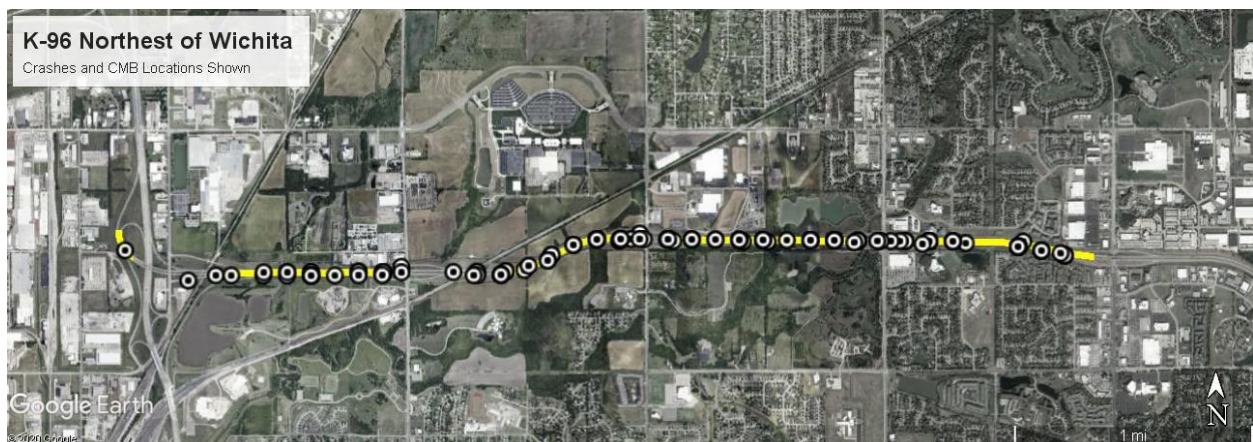 K-96 Northest of Wichita
Crashes and CMB Locations Shown
Google Earth
© 2020 Google
1 mi
N